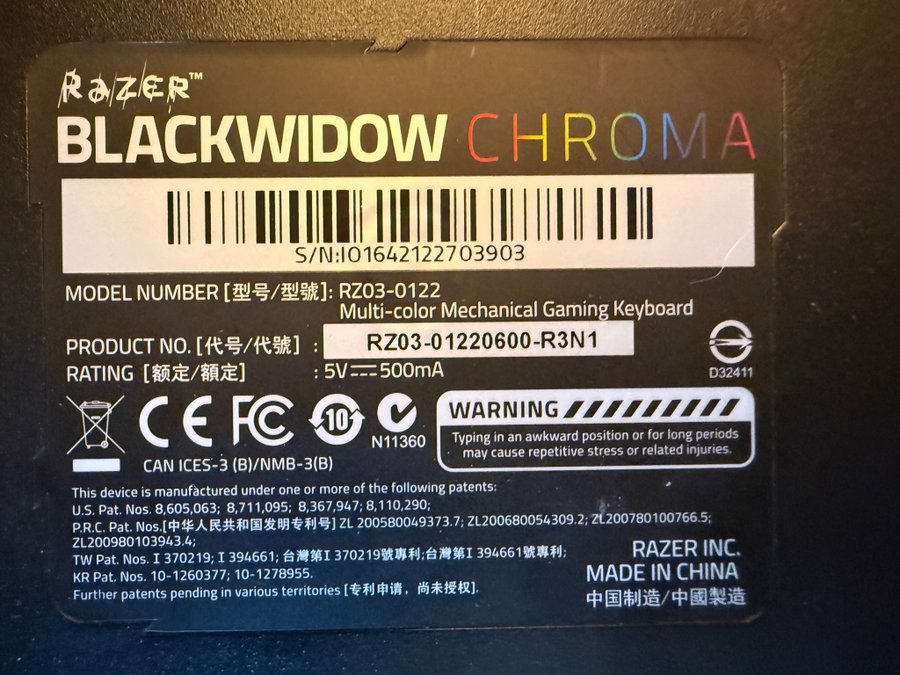 RAZER™
BLACKWIDOW CHROMA
S/N:IO1642122703903
MODEL NUMBER [型号/型號]: RZ03-0122
Multi-color Mechanical Gaming Keyboard
PRODUCT NO. [代号/代號] : RZ03-01220600-R3N1
RATING [额定/額定] : 5V⎓500mA
D32411
CE FC 10 N11360
CAN ICES-3 (B)/NMB-3(B)
WARNING
Typing in an awkward position or for long periods
may cause repetitive stress or related injuries.
This device is manufactured under one or more of the following patents:
U.S. Pat. Nos. 8,605,063; 8,711,095; 8,367,947; 8,110,290;
P.R.C. Pat. Nos.[中华人民共和国发明专利号] ZL 200580049373.7; ZL200680054309.2; ZL200780100766.5;
ZL200980103943.4;
TW Pat. Nos. I 370219; I 394661; 台灣第I 370219號專利;台灣第I 394661號專利;
KR Pat. Nos. 10-1260377; 10-1278955.
Further patents pending in various territories [专利申请，尚未授权].
RAZER INC.
MADE IN CHINA
中国制造/中國製造